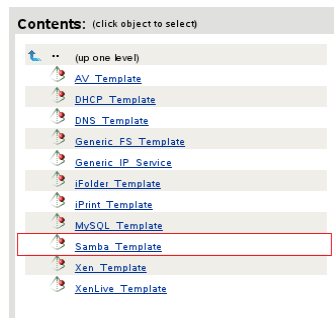 Contents: (click object to select)
.. (up one level)
AV_Template
DHCP_Template
DNS_Template
Generic_FS_Template
Generic_IP_Service
iFolder_Template
iPrint_Template
MySQL_Template
Samba_Template
Xen_Template
XenLive_Template